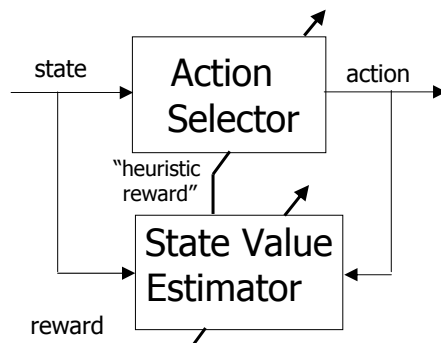 state
Action
Selector
action
“heuristic
reward”
State Value
Estimator
reward